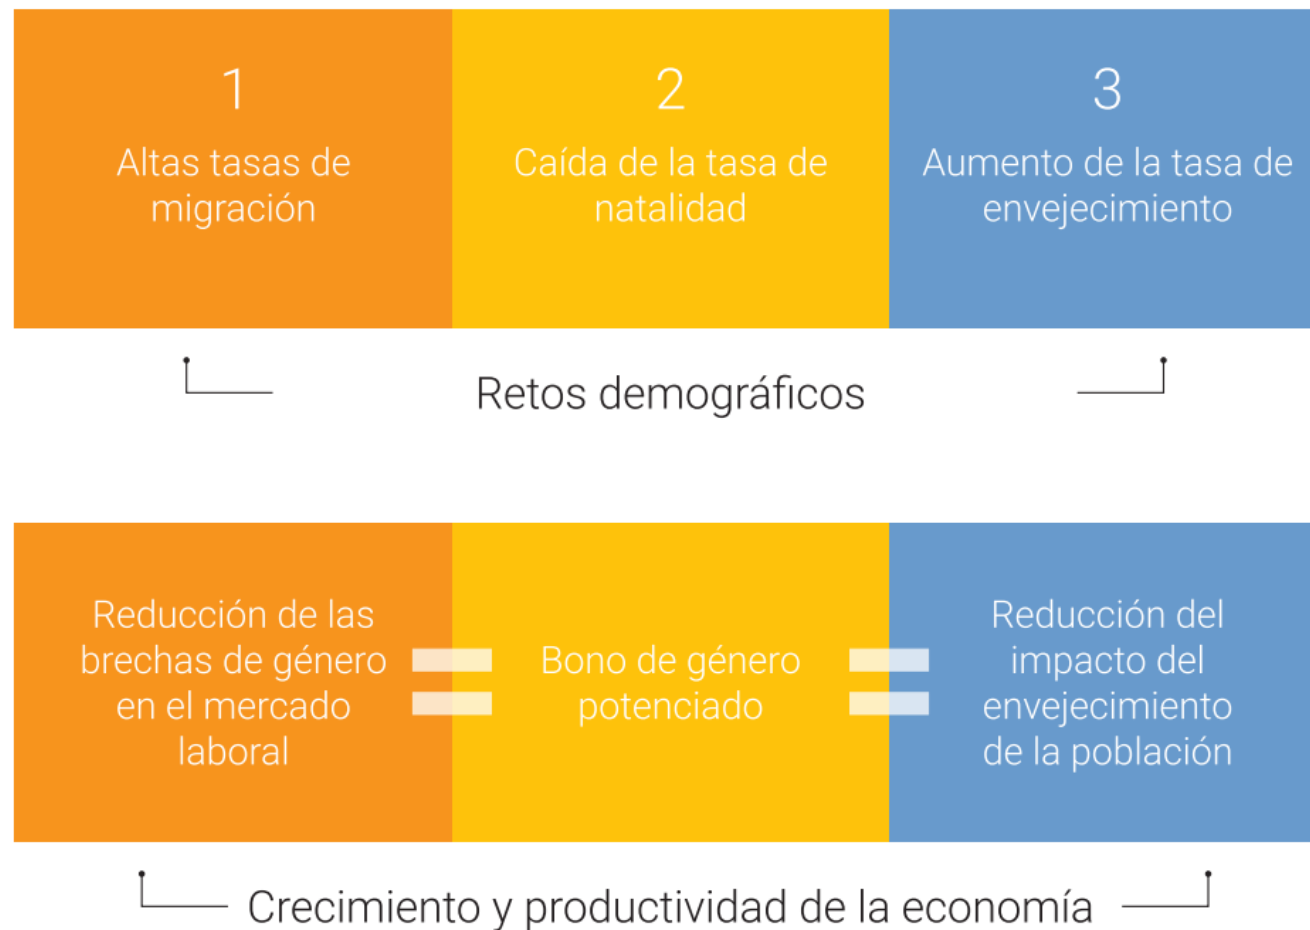 1
Altas tasas de
migración
2
Caída de la tasa de
natalidad
3
Aumento de la tasa de
envejecimiento
Retos demográficos
Reducción de las
brechas de género
en el mercado
laboral
=
Bono de género
potenciado
=
Reducción del
impacto del
envejecimiento
de la población
Crecimiento y productividad de la economía